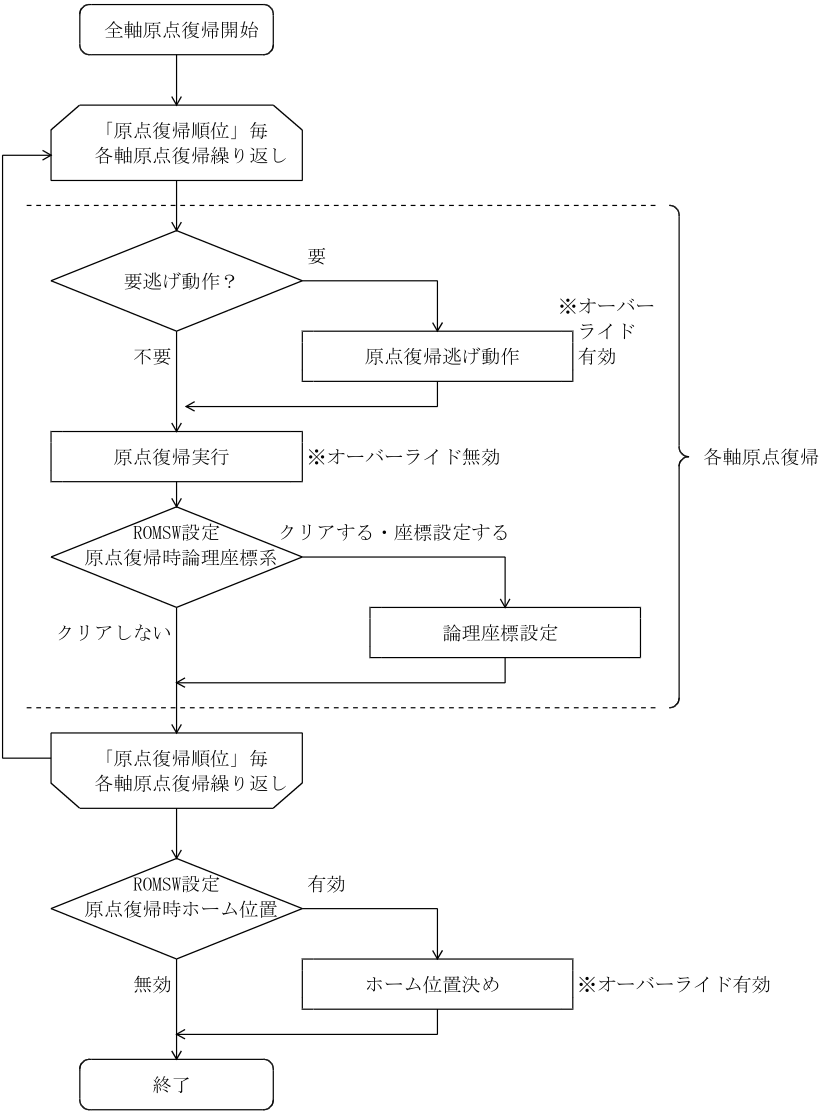 全軸原点復帰開始
「原点復帰順位」毎
各軸原点復帰繰り返し
要逃げ動作？
要
※オーバー
ライド
有効
不要
原点復帰逃げ動作
原点復帰実行
※オーバーライド無効
各軸原点復帰
ROMSW設定
原点復帰時論理座標系
クリアする・座標設定する
クリアしない
論理座標設定
「原点復帰順位」毎
各軸原点復帰繰り返し
ROMSW設定
原点復帰時ホーム位置
有効
無効
ホーム位置決め
※オーバーライド有効
終了